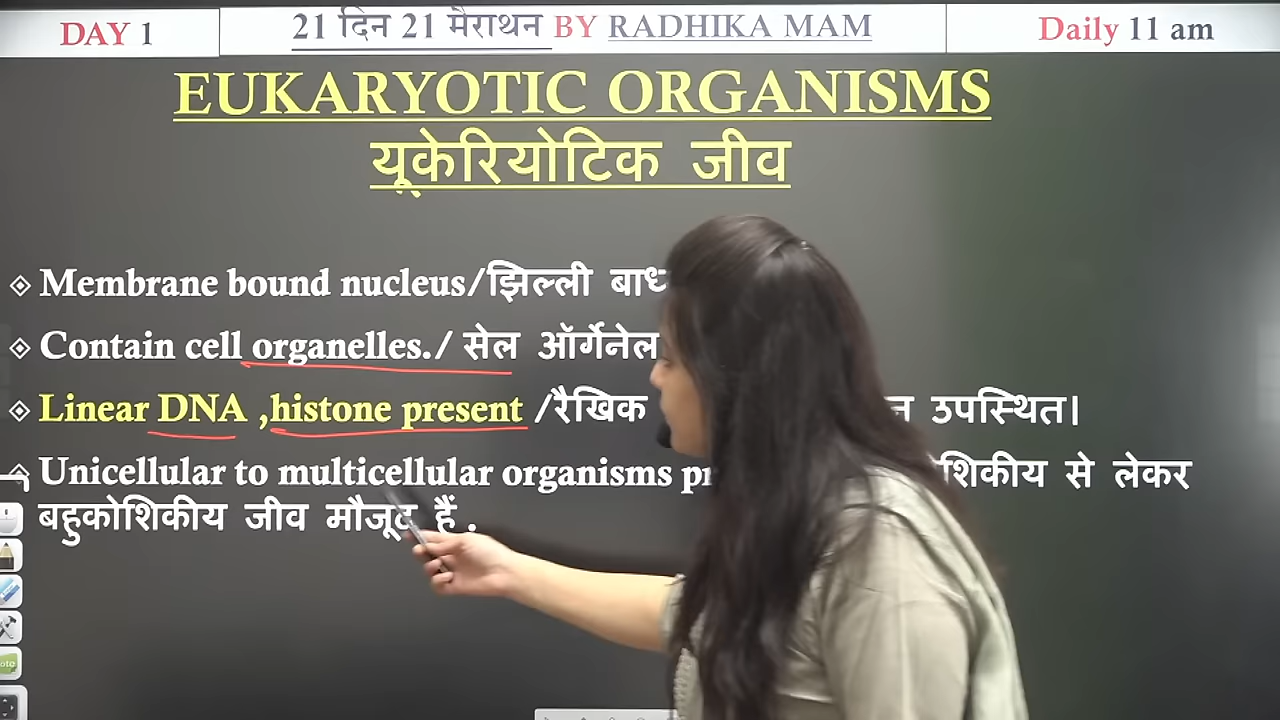 DAY 1
21 दिन 21 मैराथन BY RADHIKA MAM
Daily 11 am
EUKARYOTIC ORGANISMS
यूकेरियोटिक जीव
Membrane bound nucleus/झिल्ली
Contain cell organelles./ सेल
Linear DNA ,histone present /रैखिक उपस्थित।
Unicellular to multicellular organisms से लेकर
बहुकोशिकीय जीव मौजूद हैं .